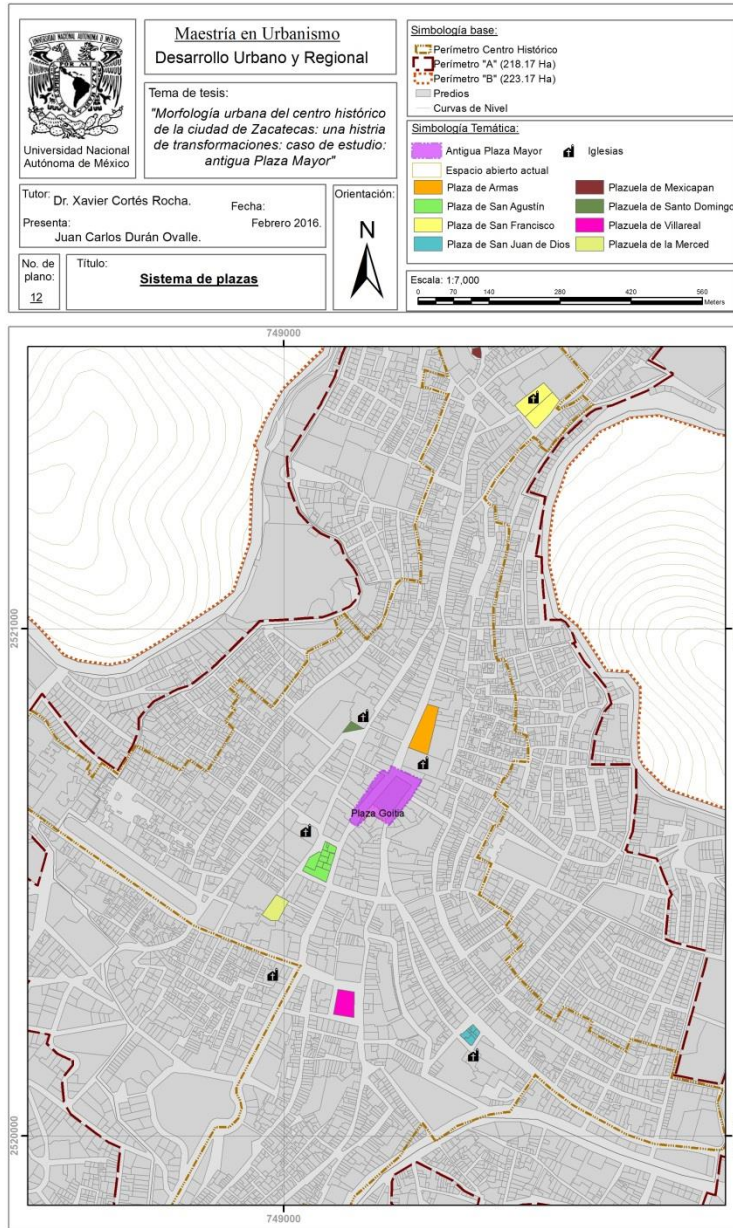 Universidad Nacional
Autónoma de México
Maestría en Urbanismo
Desarrollo Urbano y Regional
Tema de tesis:
"Morfología urbana del centro histórico
de la ciudad de Zacatecas: una histria
de transformaciones: caso de estudio:
antigua Plaza Mayor"
Tutor: Dr. Xavier Cortés Rocha.
Fecha:
Febrero 2016.
Presenta:
Juan Carlos Durán Ovalle.
Orientación:
N
No. de
plano:
12
Título:
Sistema de plazas
Simbología base:
Perímetro Centro Histórico
Perímetro "A" (218.17 Ha)
Perímetro "B" (223.17 Ha)
Predios
Curvas de Nivel
Simbología Temática:
Antigua Plaza Mayor
Iglesias
Espacio abierto actual
Plaza de Armas
Plaza de San Agustín
Plaza de San Francisco
Plaza de San Juan de Dios
Plazuela de Mexicapan
Plazuela de Santo Domingo
Plazuela de Villareal
Plazuela de la Merced
Escala: 1:7,000
0 70 140 280 420 560
Meters
749000
2521000
Plaza Goitia
2520000
749000